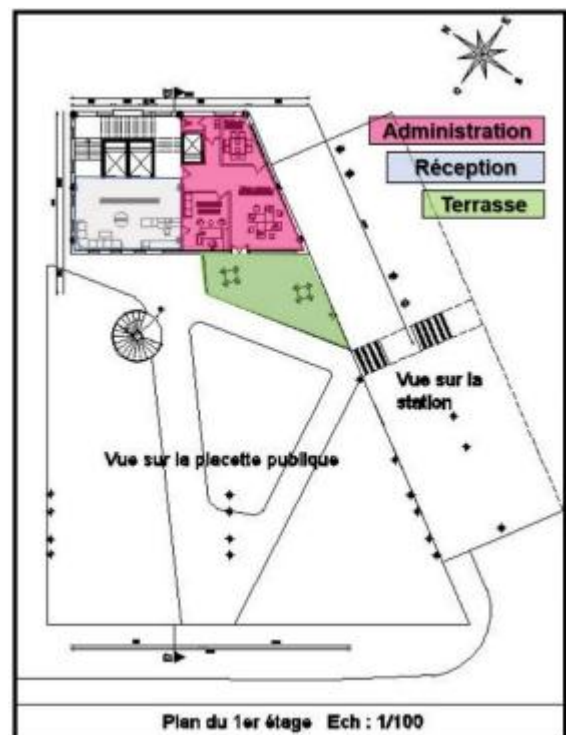 N
E
O
S
Administration
Réception
Terrasse
Vue sur la
station
Vue sur la placette publique
Plan du 1er étage Ech : 1/100